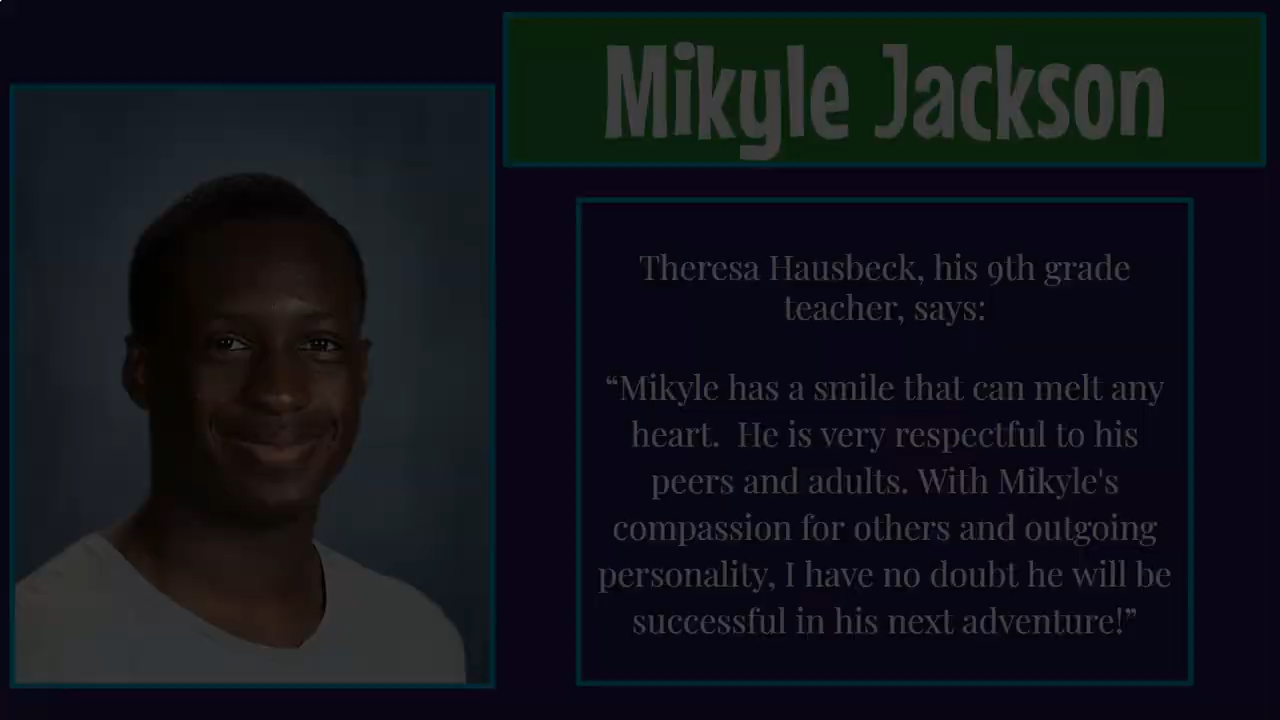 Mikyle Jackson
Theresa Hausbeck, his 9th grade
teacher, says:
“Mikyle has a smile that can melt any
heart.  He is very respectful to his
peers and adults. With Mikyle's
compassion for others and outgoing
personality, I have no doubt he will be
successful in his next adventure!”